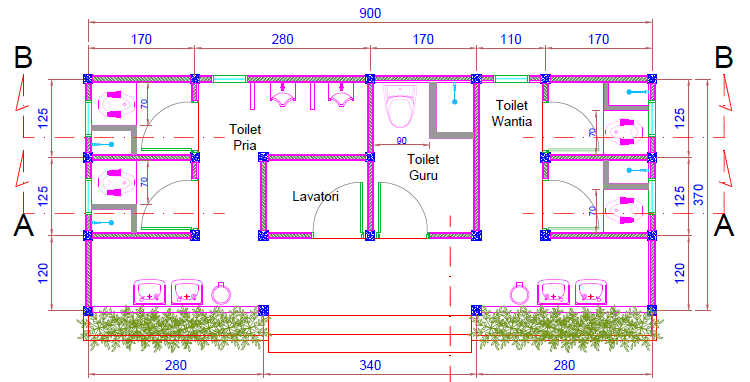 900
170 280 170 110 170
B B
125 125
70 70
Toilet
Pria
Toilet
Wantia
90
Toilet
Guru
370
125 125
70 70
Lavatori
A A
120 120
280 340 280